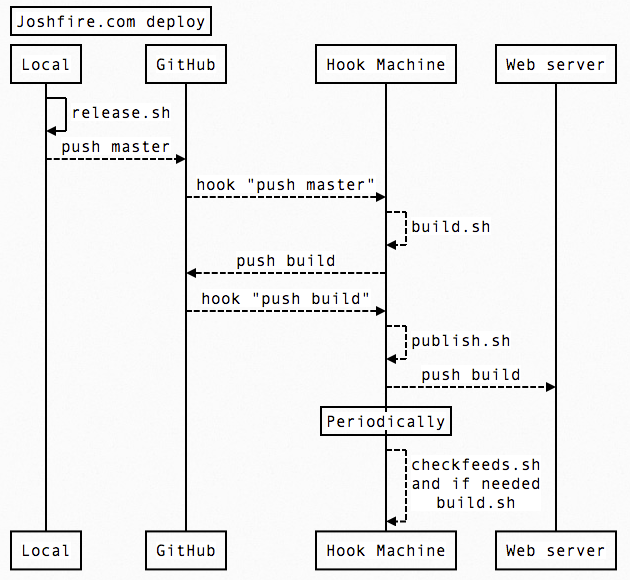 Joshfire.com deploy
Local
GitHub
Hook Machine
Web server
release.sh
push master
hook "push master"
build.sh
push build
hook "push build"
publish.sh
push build
Periodically
checkfeeds.sh
and if needed
build.sh
Local
GitHub
Hook Machine
Web server